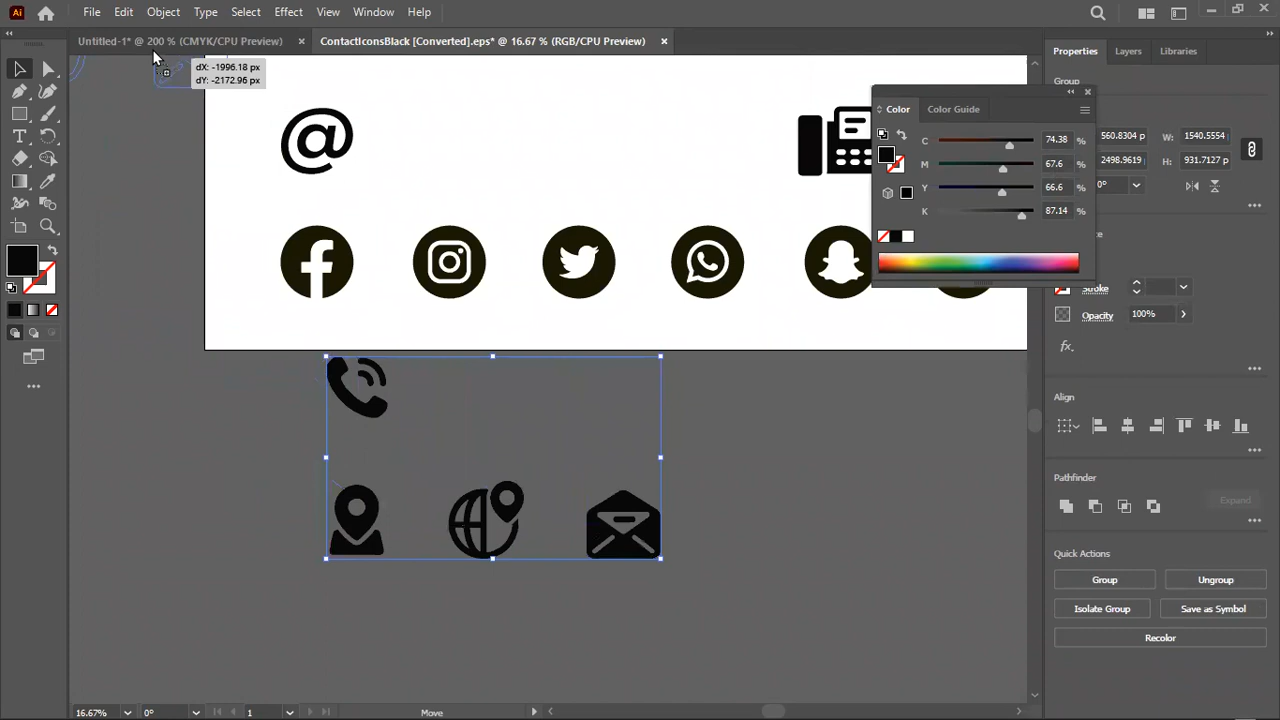 Ai File Edit Object Type Select Effect View Window Help
Untitled-1* @ 200 % (CMYK/CPU Preview) × ContactIconsBlack [Converted].eps* @ 16.67 % (RGB/CPU Preview) ×
Properties Layers Libraries
dX: -1996.18 px
dY: -2172.96 px
Group
Color Color Guide
C 74.38 %
M 67.6 %
Y 66.6 %
K 87.14 %
560.8304 p W: 1540.5554
2498.9619 H: 931.7127 p
0°
Stroke
Opacity 100%
fx
Align
Pathfinder
Expand
Quick Actions
Group Ungroup
Isolate Group Save as Symbol
Recolor
@
T
16.67% 0° 1 Move